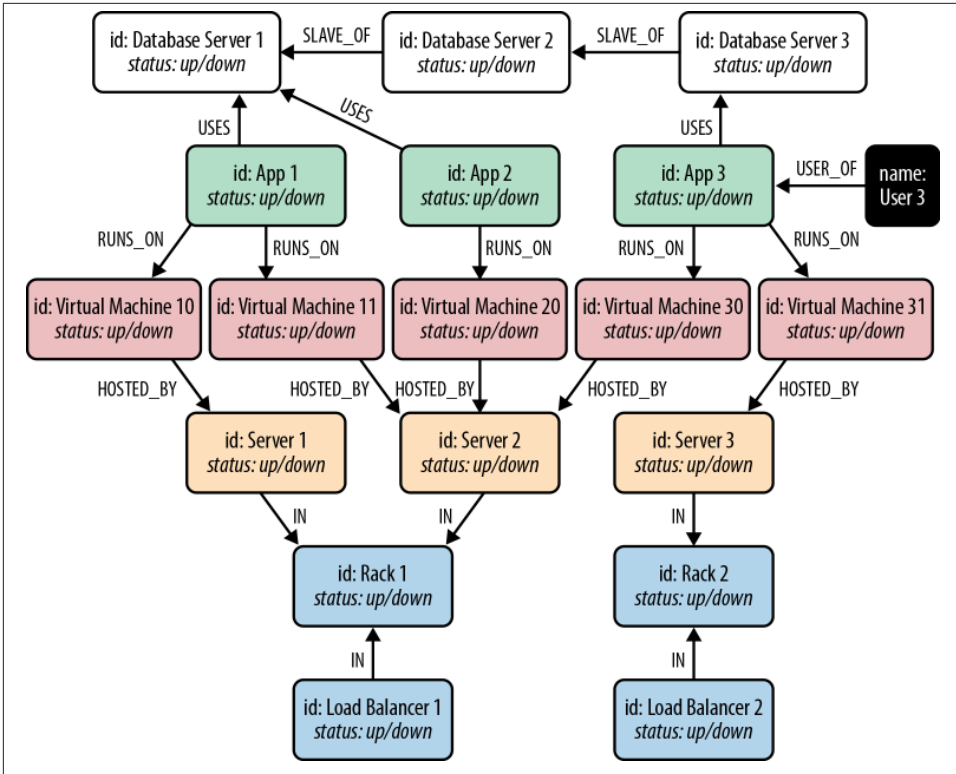 id: Database Server 1
status: up/down
SLAVE_OF
id: Database Server 2
status: up/down
SLAVE_OF
id: Database Server 3
status: up/down
USES
USES
USES
id: App 1
status: up/down
id: App 2
status: up/down
id: App 3
status: up/down
USER_OF
name:
User 3
RUNS_ON
RUNS_ON
RUNS_ON
RUNS_ON
RUNS_ON
id: Virtual Machine 10
status: up/down
id: Virtual Machine 11
status: up/down
id: Virtual Machine 20
status: up/down
id: Virtual Machine 30
status: up/down
id: Virtual Machine 31
status: up/down
HOSTED_BY
HOSTED_BY
HOSTED_BY
HOSTED_BY
HOSTED_BY
id: Server 1
status: up/down
id: Server 2
status: up/down
id: Server 3
status: up/down
IN
IN
IN
id: Rack 1
status: up/down
id: Rack 2
status: up/down
IN
IN
id: Load Balancer 1
status: up/down
id: Load Balancer 2
status: up/down